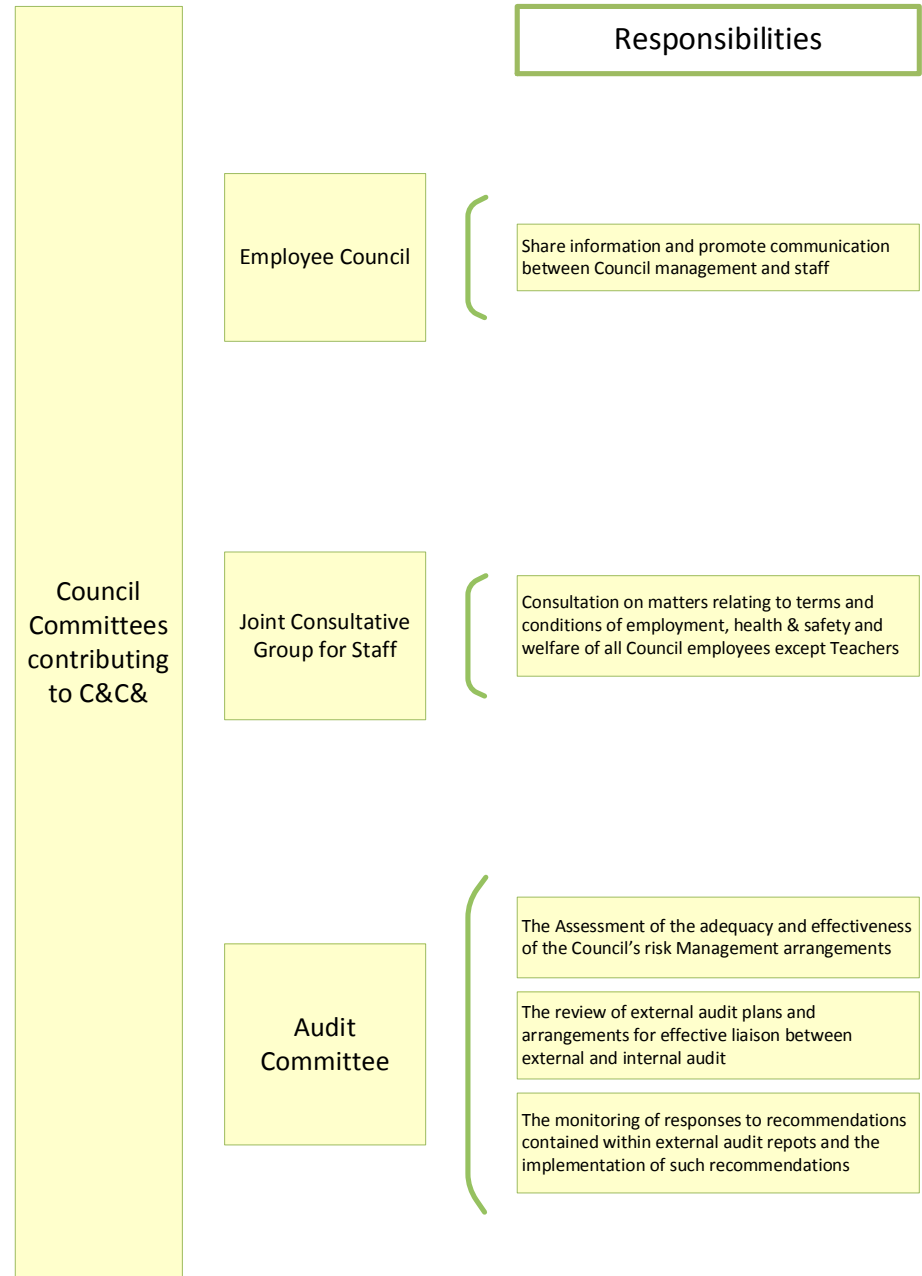 Responsibilities
Employee Council
Share information and promote communication
between Council management and staff
Council
Committees
contributing
to C&C&
Joint Consultative
Group for Staff
Consultation on matters relating to terms and
conditions of employment, health & safety and
welfare of all Council employees except Teachers
Audit
Committee
The Assessment of the adequacy and effectiveness
of the Council’s risk Management arrangements
The review of external audit plans and
arrangements for effective liaison between
external and internal audit
The monitoring of responses to recommendations
contained within external audit repots and the
implementation of such recommendations